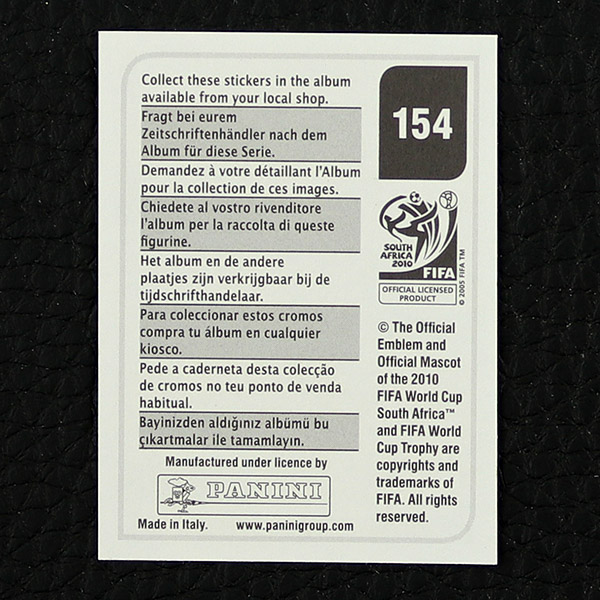 Collect these stickers in the album
available from your local shop.
Fragt bei eurem
Zeitschriftenhändler nach dem
Album für diese Serie.
Demandez à votre détaillant l'Album
pour la collection de ces images.
Chiedete al vostro rivenditore
l'album per la raccolta di queste
figurine.
Het album en de andere
plaatjes zijn verkrijgbaar bij de
tijdschrifthandelaar.
Para coleccionar estos cromos
compra tu álbum en cualquier
kiosco.
Pede a caderneta desta colecção
de cromos no teu ponto de venda
habitual.
Bayinizden aldığınız albümü bu
çıkartmalar ile tamamlayın.
Manufactured under licence by
PANINI
Made in Italy.
www.paninigroup.com
154
SOUTH
AFRICA
2010
FIFA
OFFICIAL LICENSED
PRODUCT
© 2005 FIFA TM
© The Official
Emblem and
Official Mascot
of the 2010
FIFA World Cup
South Africa™
and FIFA World
Cup Trophy are
copyrights and
trademarks of
FIFA. All rights
reserved.